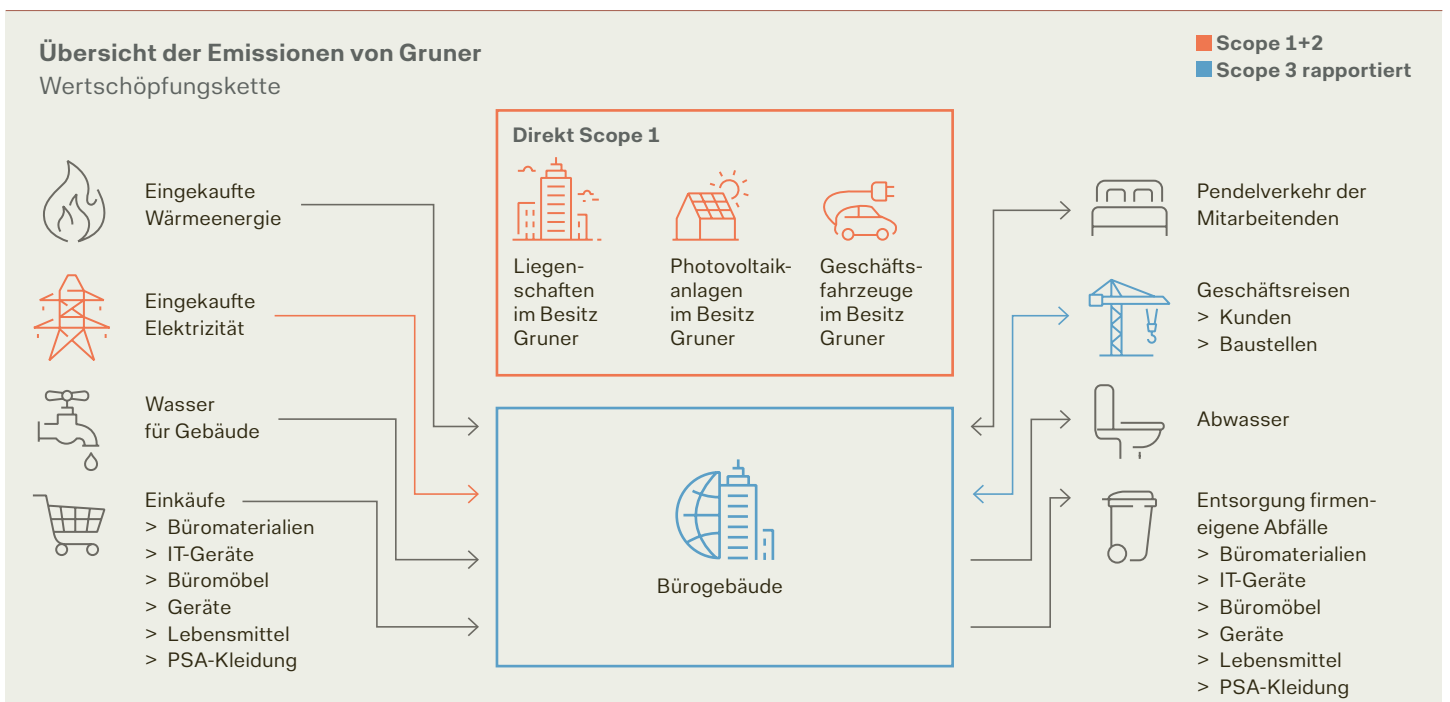 Übersicht der Emissionen von Gruner
Wertschöpfungskette
Scope 1+2
Scope 3 rapportiert
Eingekaufte
Wärmeenergie
Eingekaufte
Elektrizität
Wasser
für Gebäude
Einkäufe
> Büromaterialien
> IT-Geräte
> Büromöbel
> Geräte
> Lebensmittel
> PSA-Kleidung
Direkt Scope 1
Liegen-
schaften
im Besitz
Gruner
Photovoltaik-
anlagen
im Besitz
Gruner
Geschäfts-
fahrzeuge
im Besitz
Gruner
Bürogebäude
Pendelverkehr der
Mitarbeitenden
Geschäftsreisen
> Kunden
> Baustellen
Abwasser
Entsorgung firmen-
eigene Abfälle
> Büromaterialien
> IT-Geräte
> Büromöbel
> Geräte
> Lebensmittel
> PSA-Kleidung